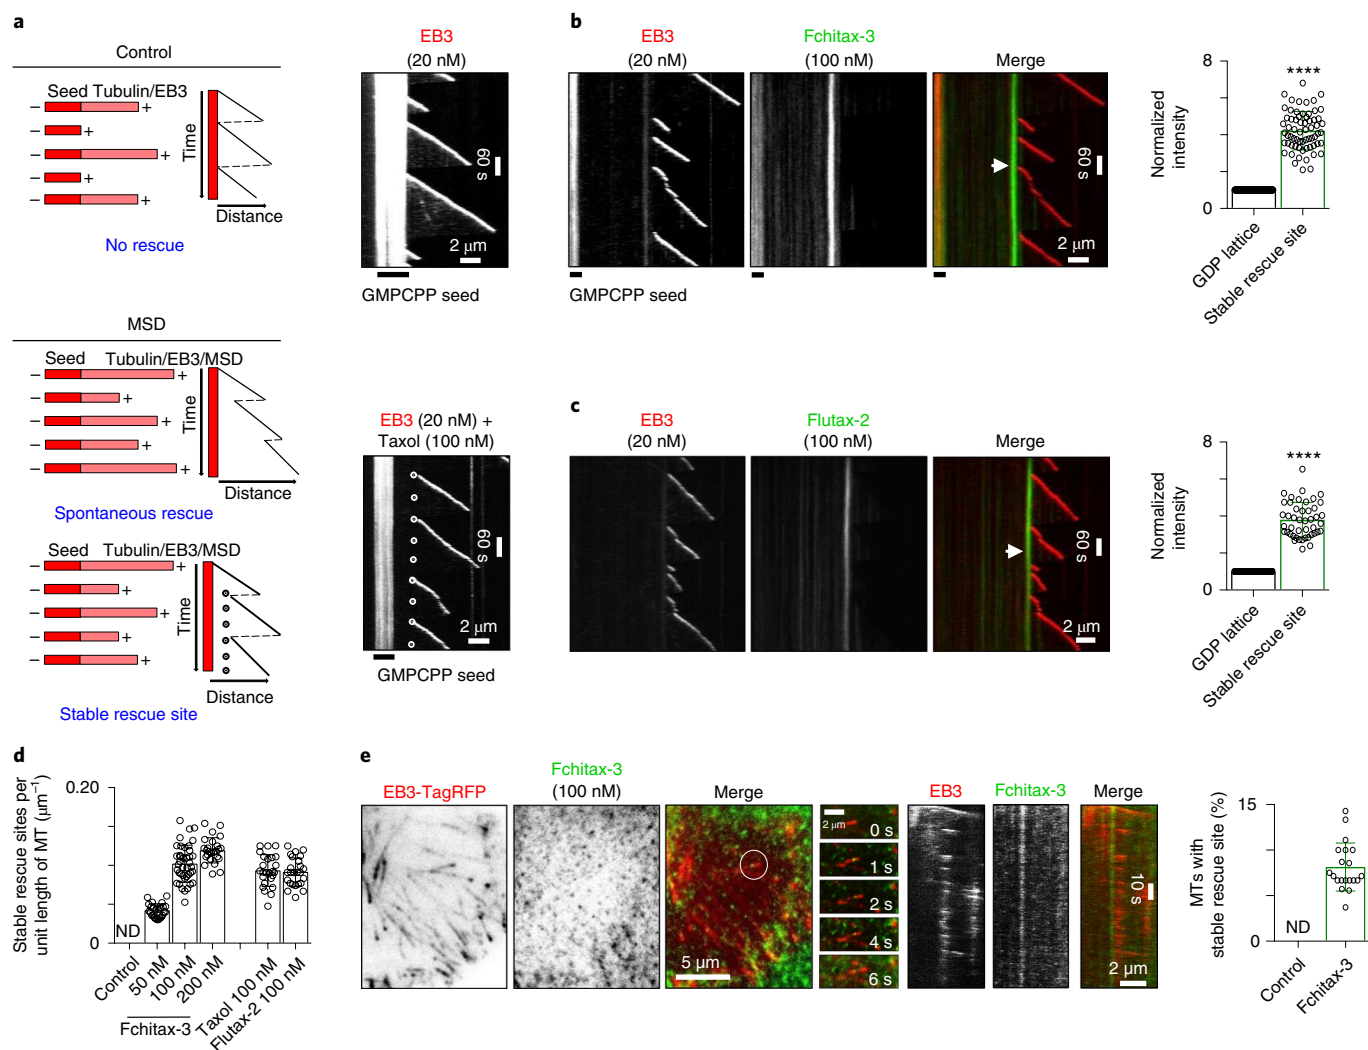 a
Control
Seed Tubulin/EB3
− +
− +
− +
− +
− +
Time
Distance
No rescue
EB3
(20 nM)
60 s
2 µm
GMPCPP seed
MSD
Seed Tubulin/EB3/MSD
− +
− +
− +
− +
− +
Time
Distance
Spontaneous rescue
Seed Tubulin/EB3/MSD
− +
− +
− +
− +
− +
Time
Distance
Stable rescue site
EB3 (20 nM) +
Taxol (100 nM)
60 s
2 µm
GMPCPP seed
b
EB3
(20 nM)
Fchitax-3
(100 nM)
Merge
60 s
2 µm
GMPCPP seed
Normalized
intensity
8
4
0
****
GDP lattice
Stable rescue site
c
EB3
(20 nM)
Flutax-2
(100 nM)
Merge
60 s
2 µm
Normalized
intensity
8
4
0
****
GDP lattice
Stable rescue site
d
Stable rescue sites per
unit length of MT (µm⁻¹)
0.20
0
ND
Control
50 nM
100 nM
200 nM
Taxol 100 nM
Flutax-2 100 nM
Fchitax-3
e
EB3-TagRFP
Fchitax-3
(100 nM)
Merge
5 µm
2 µm
0 s
1 s
2 s
4 s
6 s
EB3
Fchitax-3
Merge
10 s
2 µm
MTs with
stable rescue site (%)
15
0
ND
Control
Fchitax-3